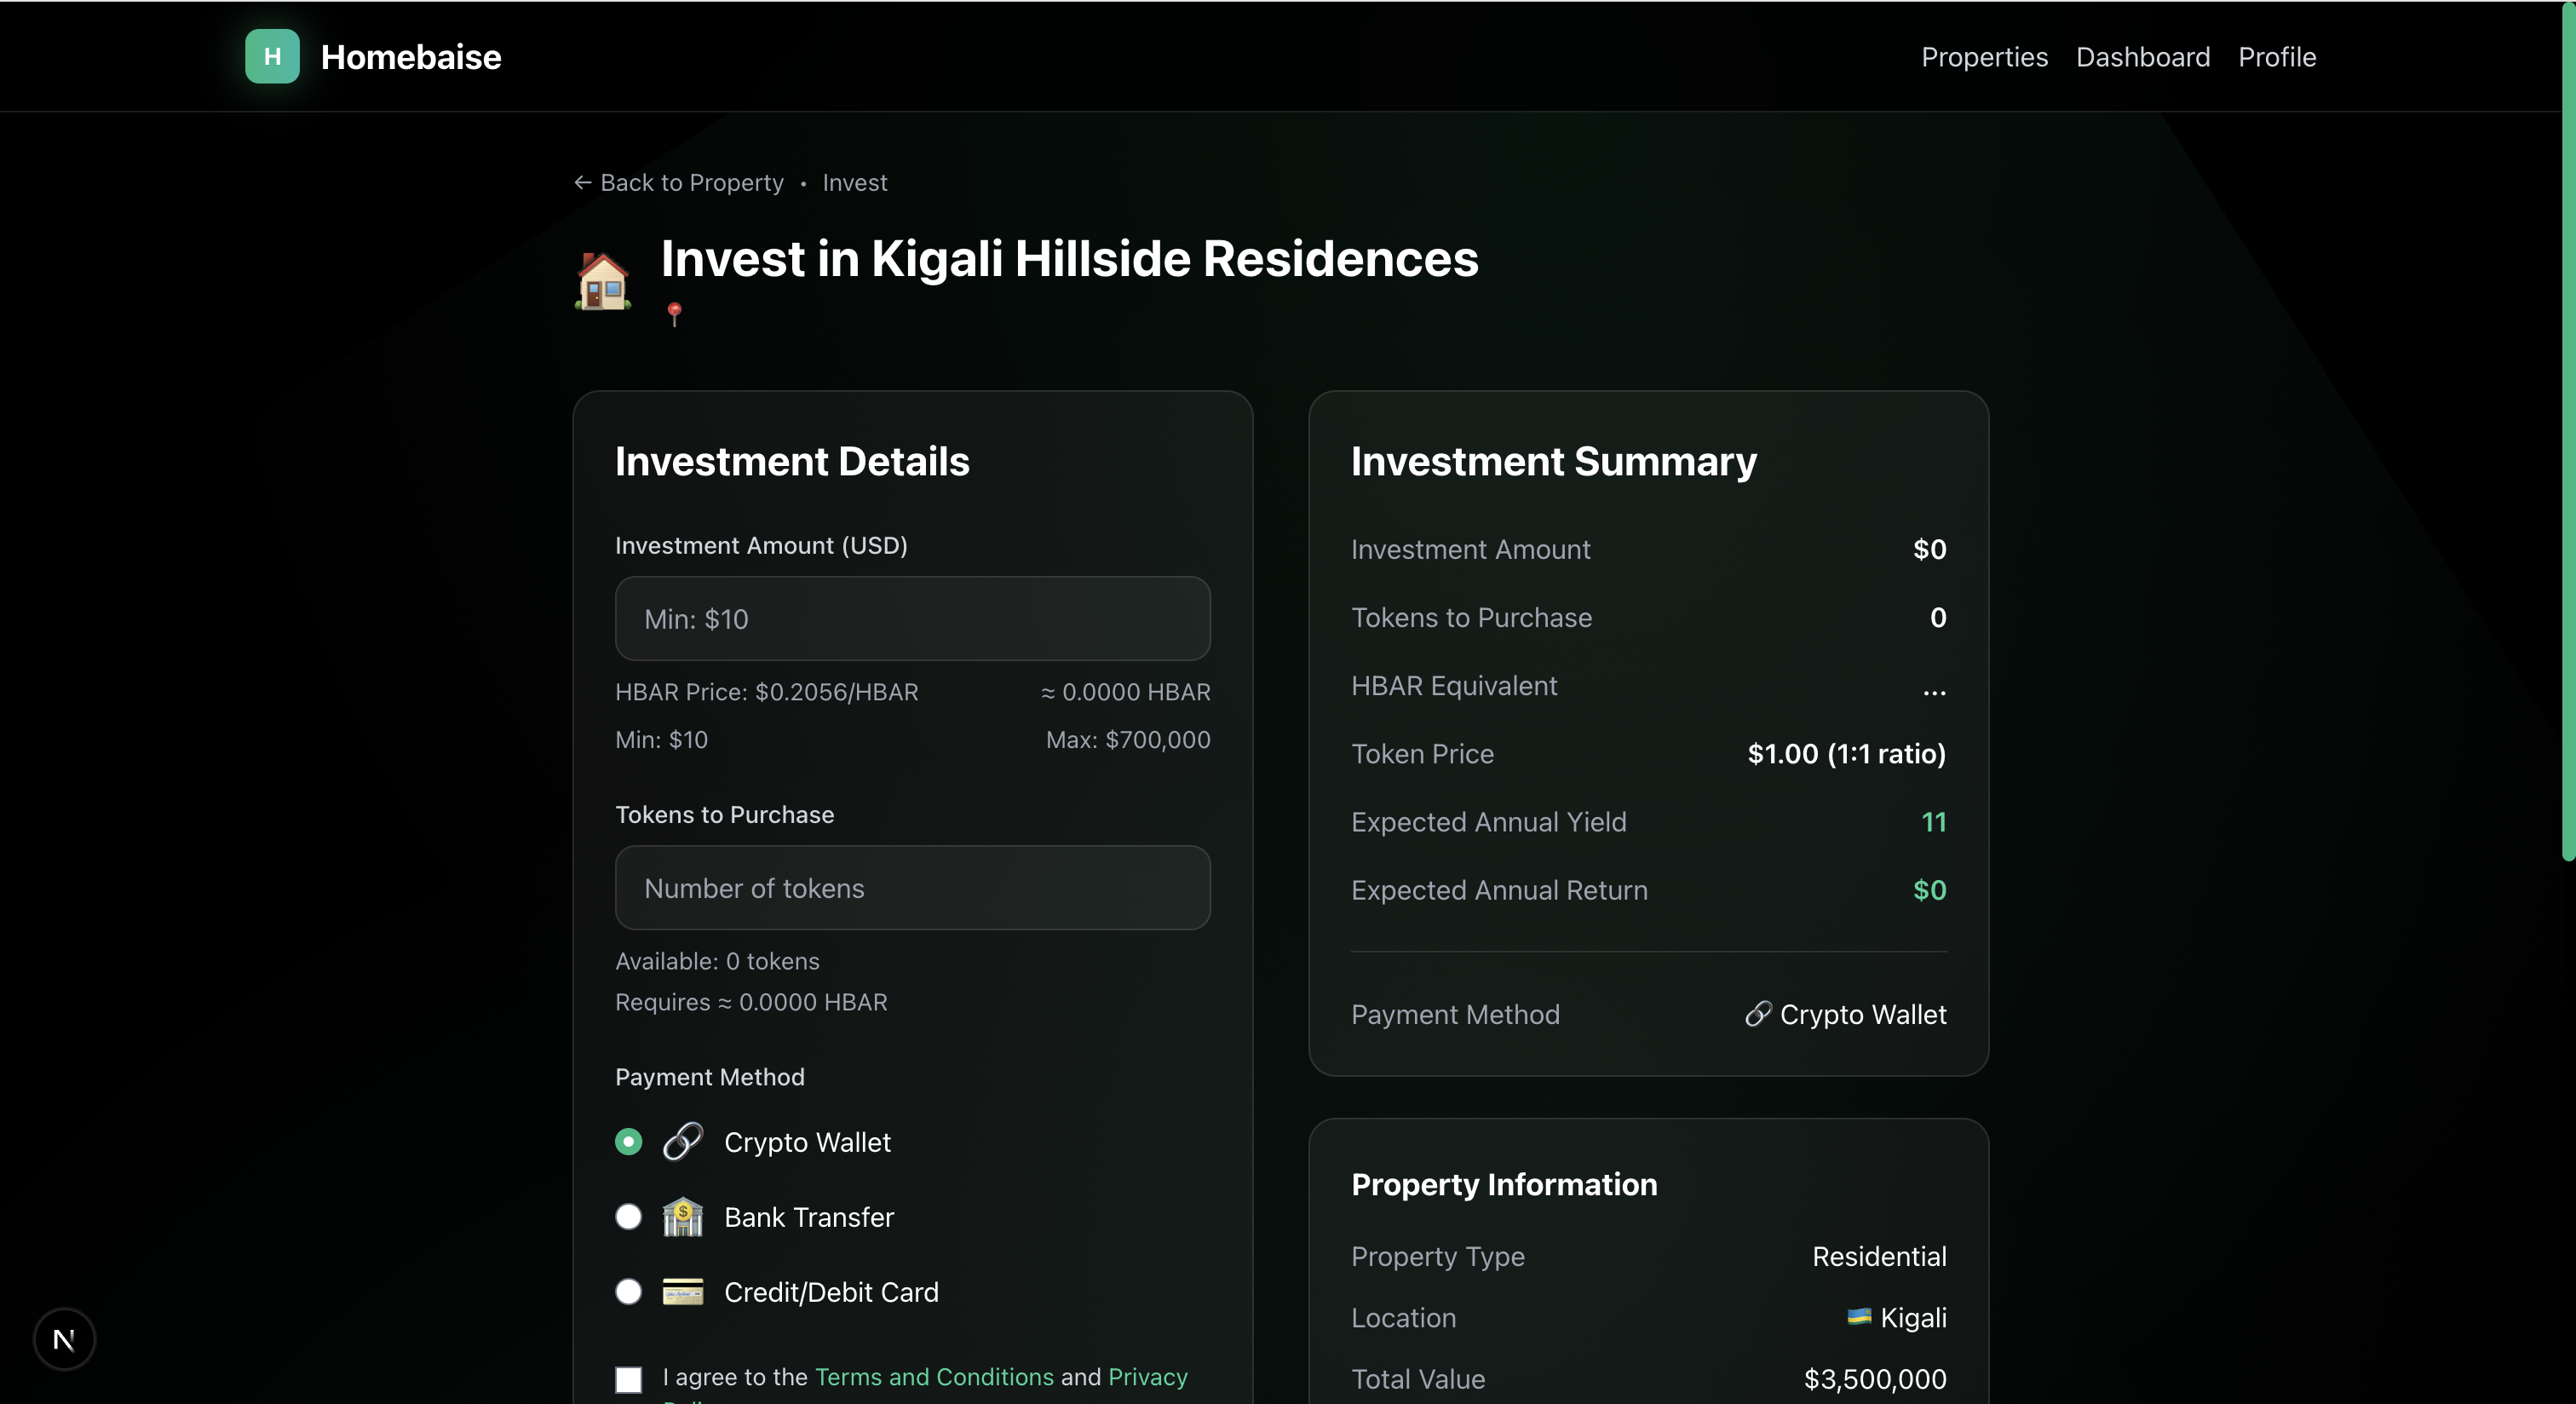 H
Homebaise
Properties
Dashboard
Profile
← Back to Property • Invest
Invest in Kigali Hillside Residences
Investment Details
Investment Amount (USD)
Min: $10
HBAR Price: $0.2056/HBAR
≈ 0.0000 HBAR
Min: $10
Max: $700,000
Tokens to Purchase
Number of tokens
Available: 0 tokens
Requires ≈ 0.0000 HBAR
Payment Method
Crypto Wallet
Bank Transfer
Credit/Debit Card
I agree to the Terms and Conditions and Privacy
Investment Summary
Investment Amount
$0
Tokens to Purchase
0
HBAR Equivalent
...
Token Price
$1.00 (1:1 ratio)
Expected Annual Yield
11
Expected Annual Return
$0
Payment Method
Crypto Wallet
Property Information
Property Type
Residential
Location
Kigali
Total Value
$3,500,000
N